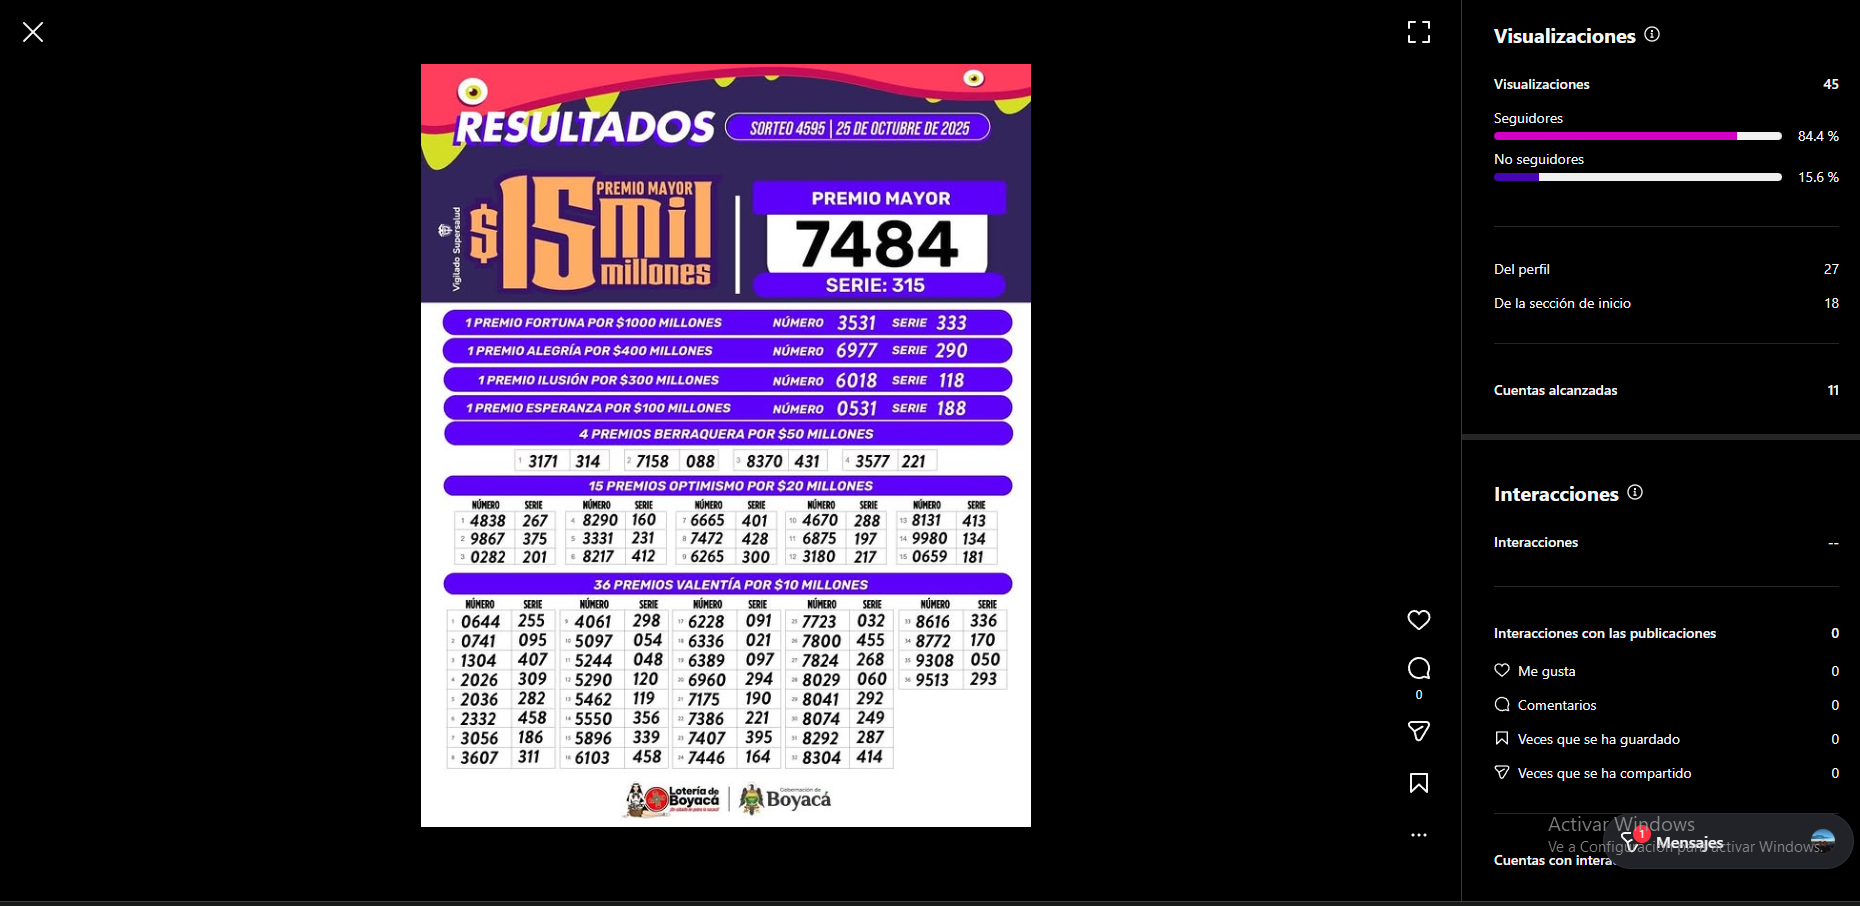 RESULTADOS SORTEO 4595 | 25 DE OCTUBRE DE 2025
Vigilado Supersalud
$15 mil millones
PREMIO MAYOR
PREMIO MAYOR
7484
SERIE: 315
1 PREMIO FORTUNA POR $1000 MILLONES NÚMERO 3531 SERIE 333
1 PREMIO ALEGRÍA POR $400 MILLONES NÚMERO 6977 SERIE 290
1 PREMIO ILUSIÓN POR $300 MILLONES NÚMERO 6018 SERIE 118
1 PREMIO ESPERANZA POR $100 MILLONES NÚMERO 0531 SERIE 188
4 PREMIOS BERRAQUERA POR $50 MILLONES
1 3171 314 2 7158 088 3 8370 431 4 3577 221
15 PREMIOS OPTIMISMO POR $20 MILLONES
NÚMERO SERIE NÚMERO SERIE NÚMERO SERIE NÚMERO SERIE NÚMERO SERIE
1 4838 267 4 8290 160 7 6665 401 10 4670 288 13 8131 413
2 9867 375 5 3331 231 8 7472 428 11 6875 197 14 9980 134
3 0282 201 6 8217 412 9 6265 300 12 3180 217 15 0659 181
36 PREMIOS VALENTÍA POR $10 MILLONES
NÚMERO SERIE NÚMERO SERIE NÚMERO SERIE NÚMERO SERIE NÚMERO SERIE
1 0644 255 9 4061 298 17 6228 091 25 7723 032 33 8616 336
2 0741 095 10 5097 054 18 6336 021 26 7800 455 34 8772 170
3 1304 407 11 5244 048 19 6389 097 27 7824 268 35 9308 050
4 2026 309 12 5290 120 20 6960 294 28 8029 060 36 9513 293
5 2036 282 13 5462 119 21 7175 190 29 8041 292
6 2332 458 14 5550 356 22 7386 221 30 8074 249
7 3056 186 15 5896 339 23 7407 395 31 8292 287
8 3607 311 16 6103 458 24 7446 164 32 8304 414
Lotería de Boyacá
Gobernación de Boyacá
0
Visualizaciones
Visualizaciones 45
Seguidores
84.4 %
No seguidores
15.6 %
Del perfil 27
De la sección de inicio 18
Cuentas alcanzadas 11
Interacciones
Interacciones --
Interacciones con las publicaciones 0
Me gusta 0
Comentarios 0
Veces que se ha guardado 0
Veces que se ha compartido 0
Activar Windows
Ve a Configuración para activar Windows.
1 Mensajes
Cuentas con intera